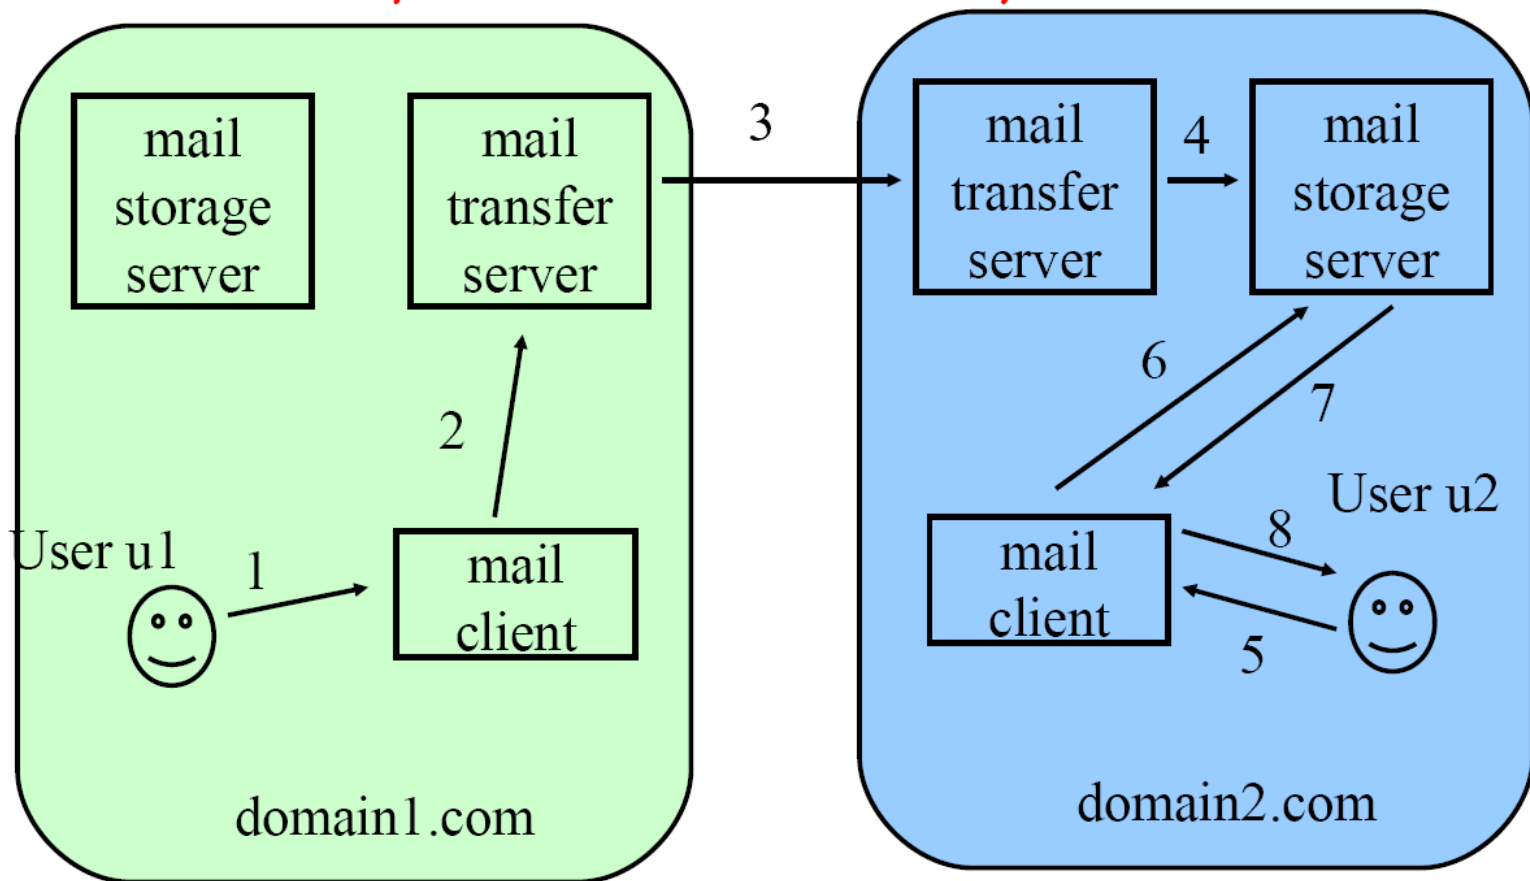 mail
storage
server
mail
transfer
server
3
mail
transfer
server
4
mail
storage
server
2
6
7
User u1
1
mail
client
mail
client
8
User u2
5
domain1.com
domain2.com